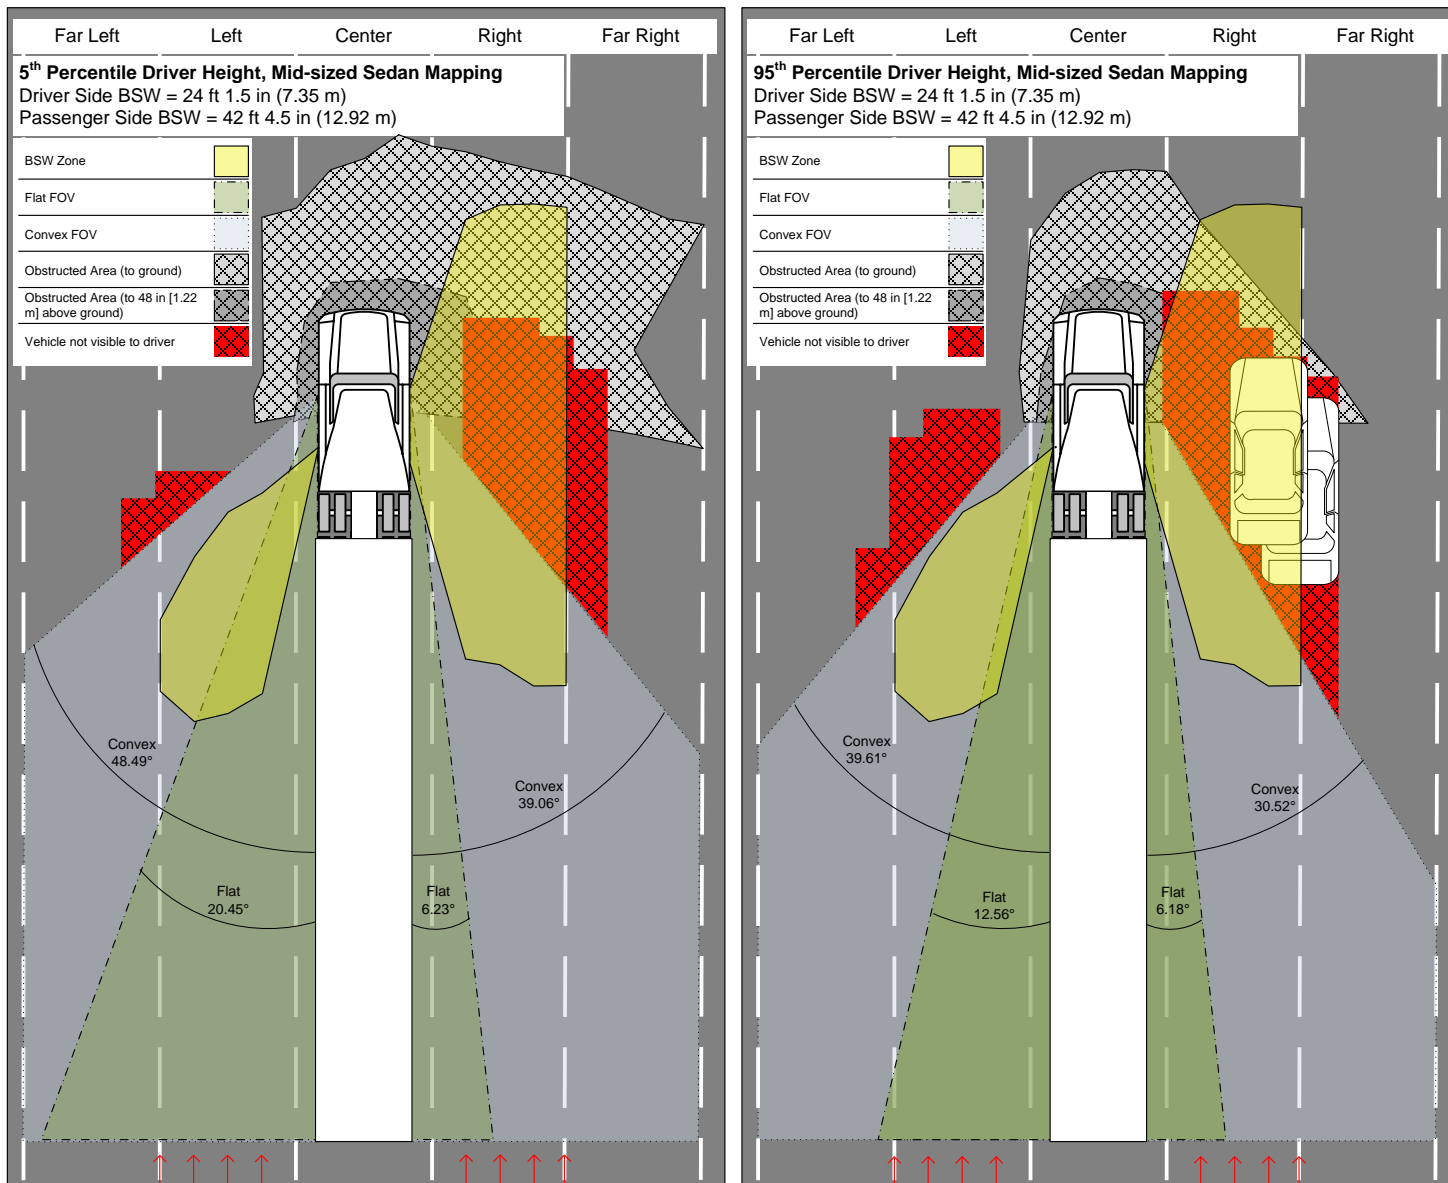 Far Left Left Center Right Far Right
5th Percentile Driver Height, Mid-sized Sedan Mapping
Driver Side BSW = 24 ft 1.5 in (7.35 m)
Passenger Side BSW = 42 ft 4.5 in (12.92 m)
BSW Zone
Flat FOV
Convex FOV
Obstructed Area (to ground)
Obstructed Area (to 48 in [1.22
m] above ground)
Vehicle not visible to driver
Convex
48.49°
Convex
39.06°
Flat
20.45°
Flat
6.23°
Far Left Left Center Right Far Right
95th Percentile Driver Height, Mid-sized Sedan Mapping
Driver Side BSW = 24 ft 1.5 in (7.35 m)
Passenger Side BSW = 42 ft 4.5 in (12.92 m)
BSW Zone
Flat FOV
Convex FOV
Obstructed Area (to ground)
Obstructed Area (to 48 in [1.22
m] above ground)
Vehicle not visible to driver
Convex
39.61°
Convex
30.52°
Flat
12.56°
Flat
6.18°